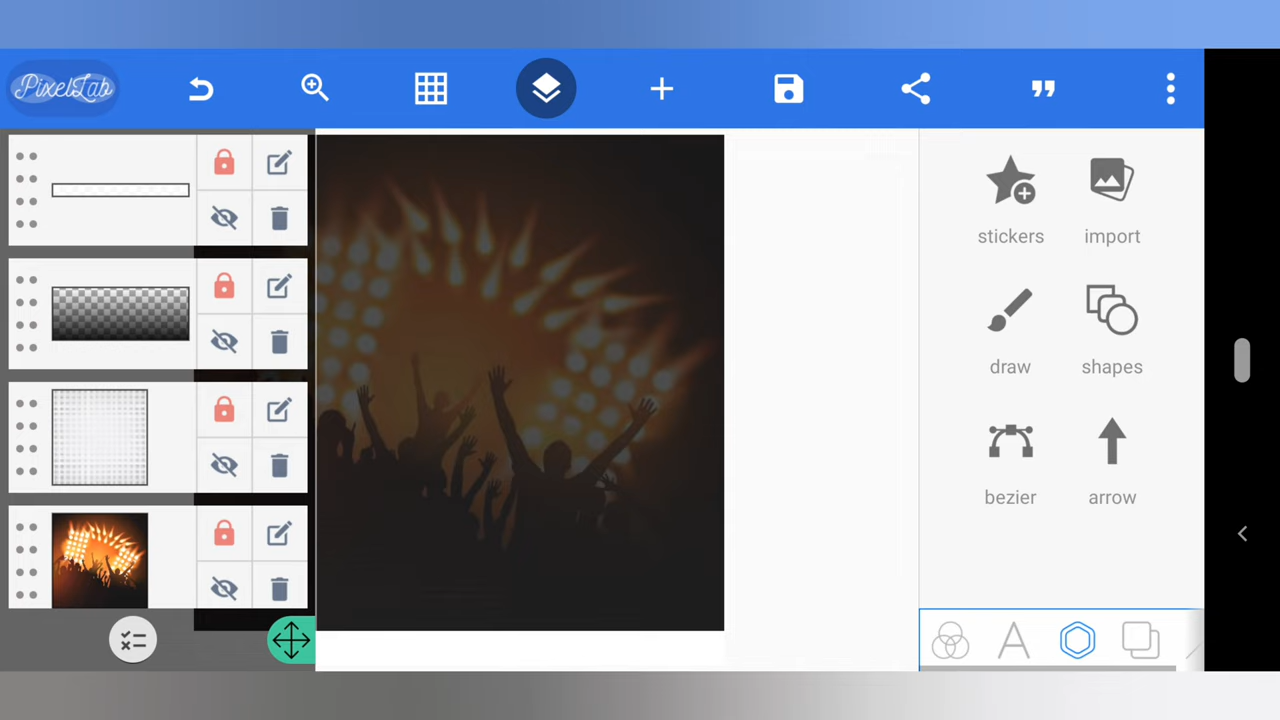 PixelLab
stickers
import
draw
shapes
bezier
arrow